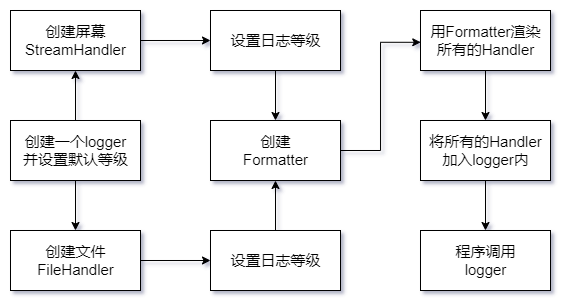 创建屏幕
StreamHandler
设置日志等级
用Formatter渲染
所有的Handler
创建一个logger
并设置默认等级
创建
Formatter
将所有的Handler
加入logger内
创建文件
FileHandler
设置日志等级
程序调用
logger